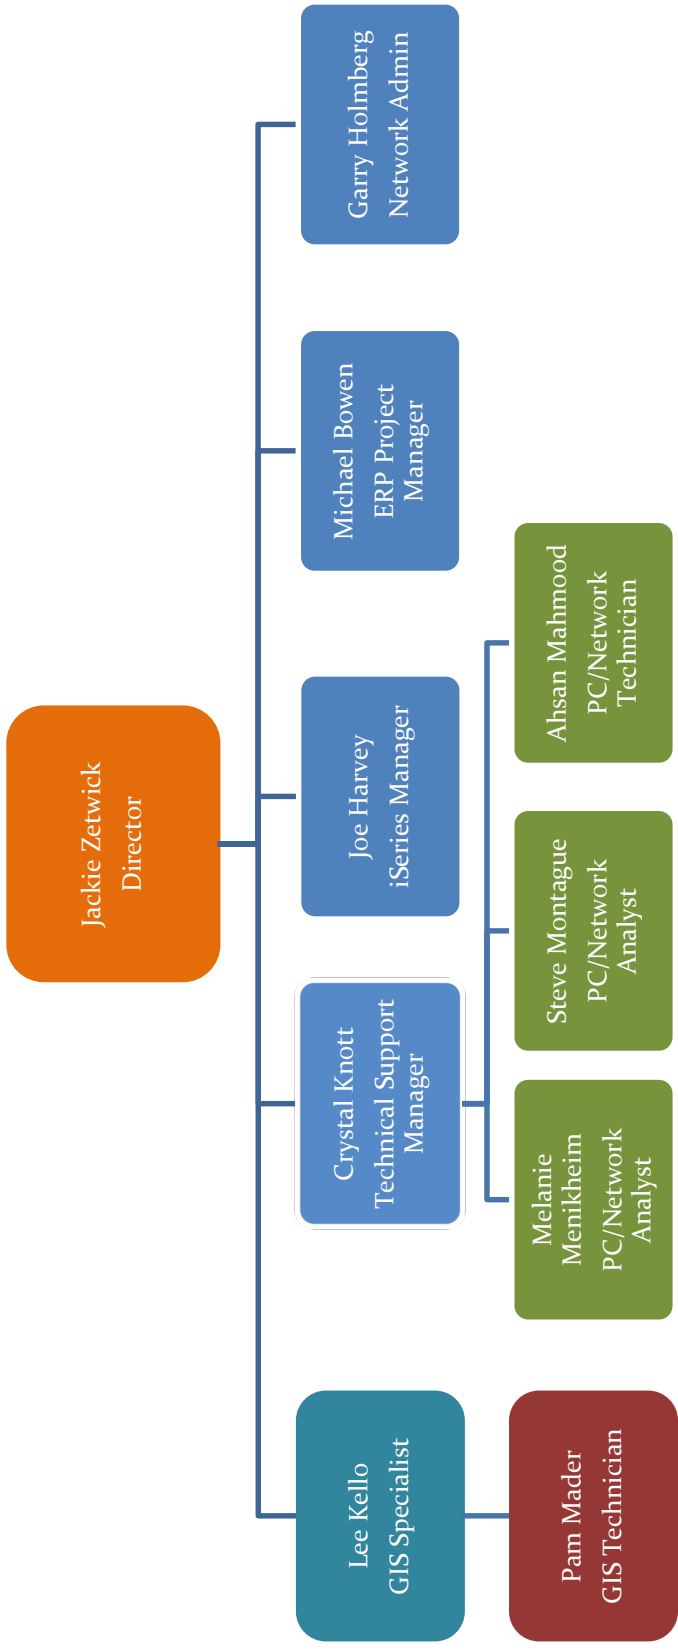 Jackie Zetwick
Director
Lee Kello
GIS Specialist
Crystal Knott
Technical Support
Manager
Joe Harvey
iSeries Manager
Michael Bowen
ERP Project
Manager
Garry Holmberg
Network Admin
Pam Mader
GIS Technician
Melanie
Menikheim
PC/Network
Analyst
Steve Montague
PC/Network
Analyst
Ahsan Mahmood
PC/Network
Technician